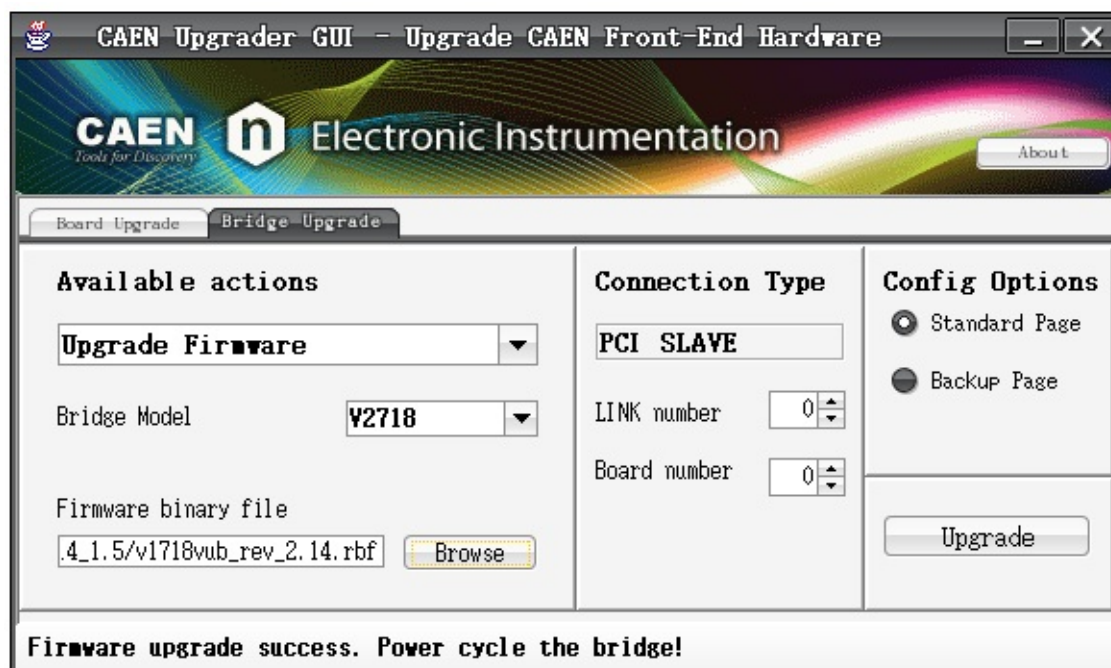 CAEN Upgrader GUI - Upgrade CAEN Front-End Hardware
CAEN n Electronic Instrumentation
Tools for Discovery
About
Board Upgrade Bridge Upgrade
Available actions
Upgrade Firmware
Bridge Model V2718
Firmware binary file
.4_1.5/v1718vub_rev_2.14.rbf Browse
Connection Type
PCI SLAVE
LINK number 0
Board number 0
Config Options
Standard Page
Backup Page
Upgrade
Firmware upgrade success. Power cycle the bridge!